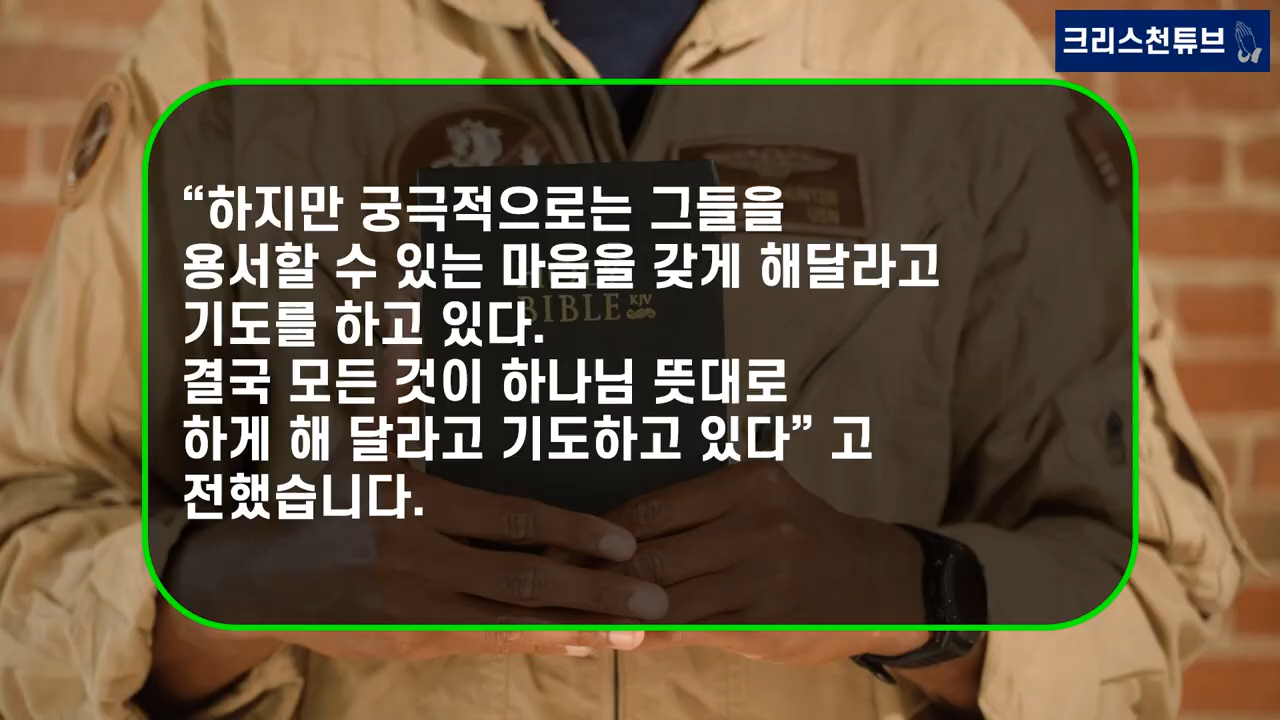 크리스천튜브
“하지만 궁극적으로는 그들을
용서할 수 있는 마음을 갖게 해달라고
기도를 하고 있다.
결국 모든 것이 하나님 뜻대로
하게 해 달라고 기도하고 있다” 고
전했습니다.
BIBLE KJV